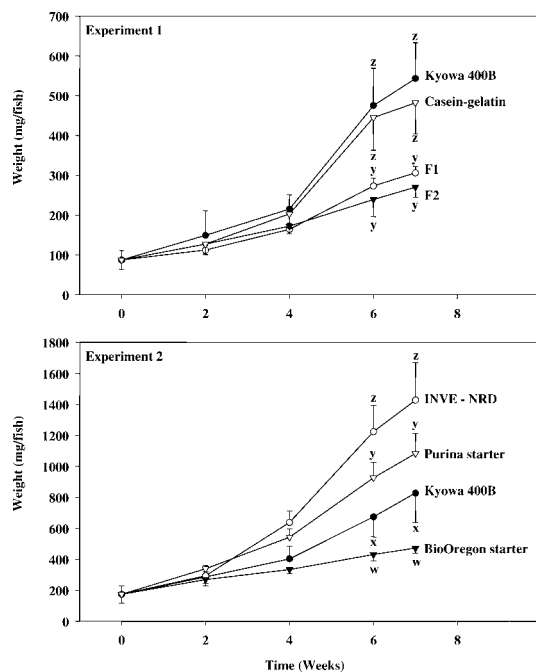 700
Experiment 1
600
z
z
Kyowa 400B
500
Casein-gelatin
400
Weight (mg/fish)
z
z
y
y
300
F1
F2
200
y
y
100
0
0 2 4 6 8
1800
Experiment 2
z
1600
z
INVE - NRD
1400
y
1200
y
Purina starter
1000
Weight (mg/fish)
Kyowa 400B
800
600
x
x
BioOregon starter
400
w
w
200
0
0 2 4 6 8
Time (Weeks)